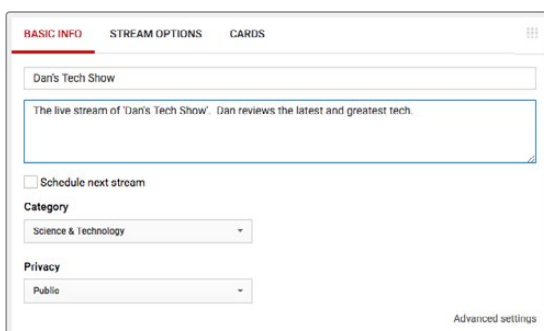 BASIC INFO STREAM OPTIONS CARDS
Dan's Tech Show
The live stream of 'Dan's Tech Show'. Dan reviews the latest and greatest tech.
Schedule next stream
Category
Science & Technology
Privacy
Public
Advanced settings